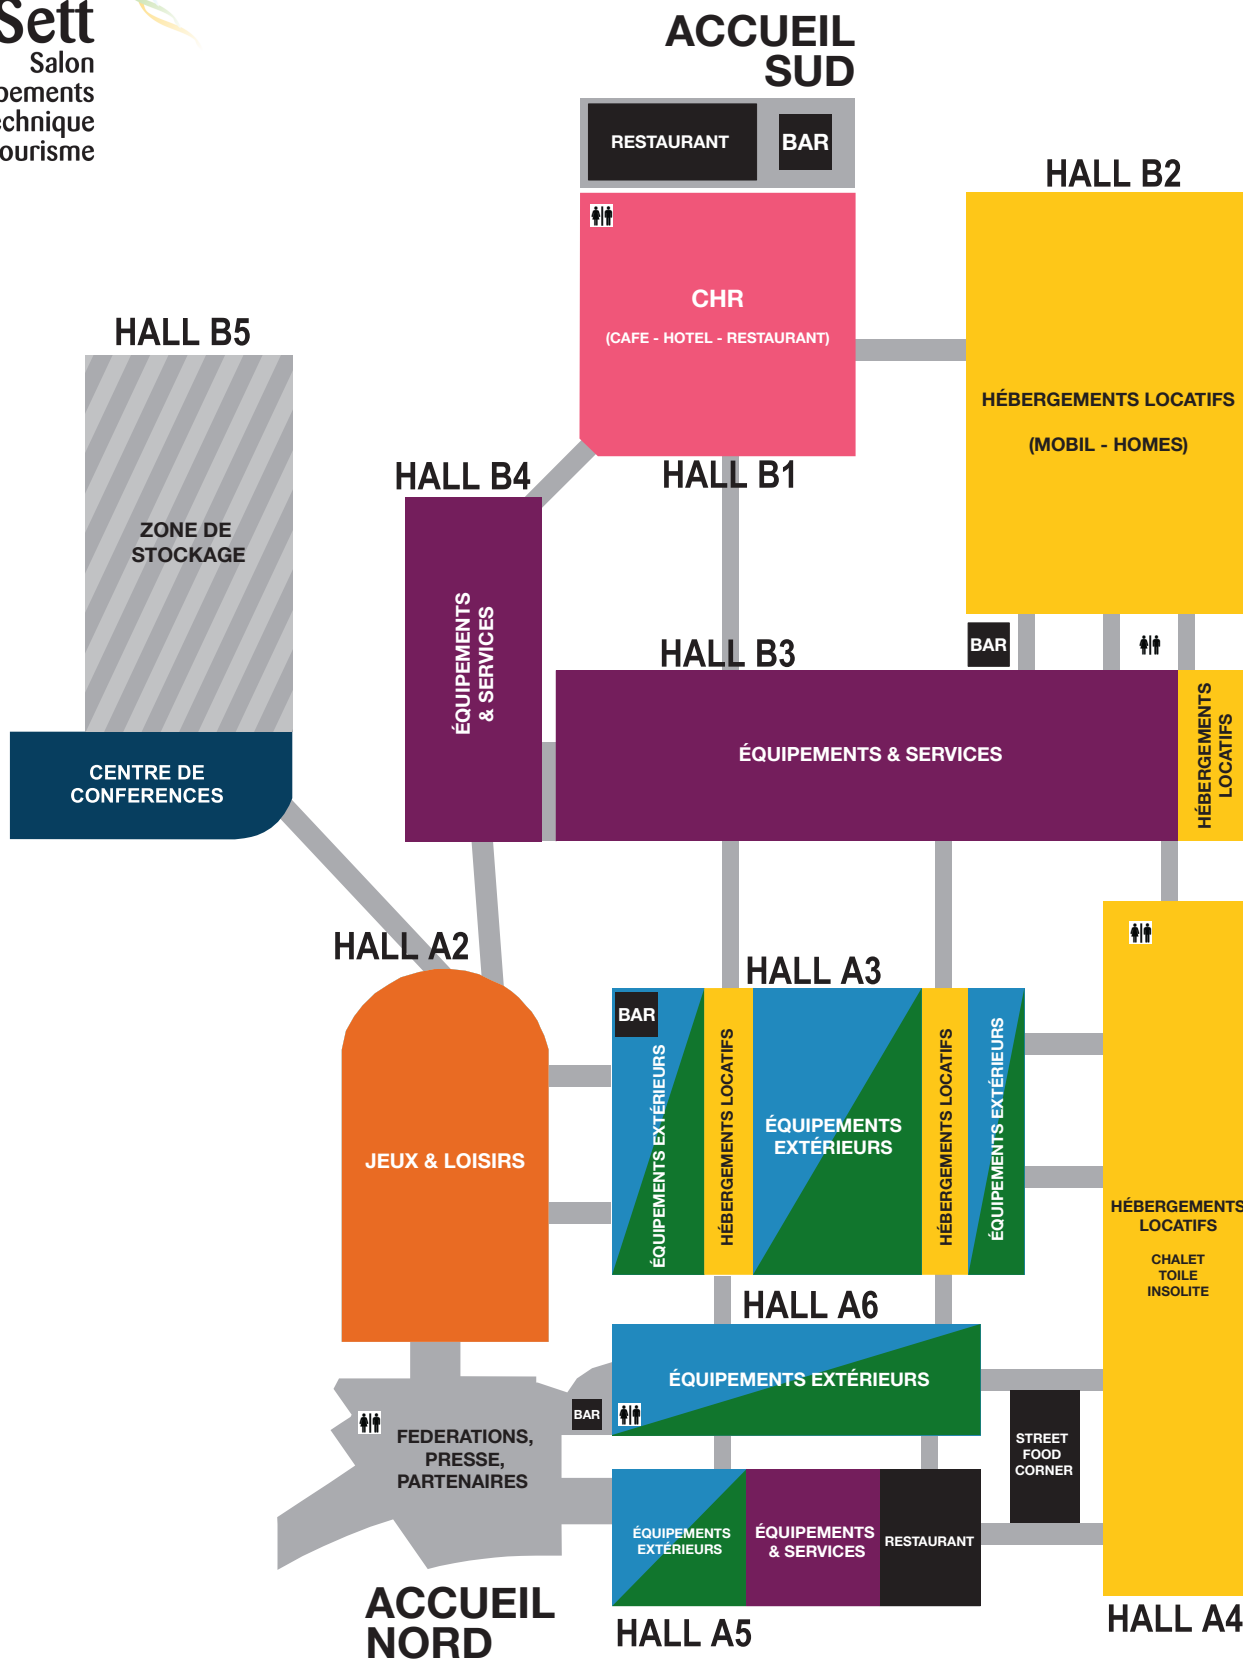 Sett
Salon
ourisme
ACCUEIL
SUD
RESTAURANT
BAR
HALL B2
CHR
(CAFE - HOTEL - RESTAURANT)
HÉBERGEMENTS LOCATIFS
(MOBIL - HOMES)
HALL B5
ZONE DE
STOCKAGE
CENTRE DE
CONFERENCES
HALL B4
HALL B1
ÉQUIPEMENTS
& SERVICES
HALL B3
BAR
ÉQUIPEMENTS & SERVICES
HÉBERGEMENTS
LOCATIFS
HALL A2
JEUX & LOISIRS
HALL A3
BAR
ÉQUIPEMENTS EXTÉRIEURS
HÉBERGEMENTS LOCATIFS
ÉQUIPEMENTS
EXTÉRIEURS
HÉBERGEMENTS LOCATIFS
ÉQUIPEMENTS EXTÉRIEURS
HÉBERGEMENTS
LOCATIFS
CHALET
TOILE
INSOLITE
HALL A6
ÉQUIPEMENTS EXTÉRIEURS
BAR
FEDERATIONS,
PRESSE,
PARTENAIRES
STREET
FOOD
CORNER
ÉQUIPEMENTS
EXTÉRIEURS
ÉQUIPEMENTS
& SERVICES
RESTAURANT
ACCUEIL
NORD
HALL A5
HALL A4